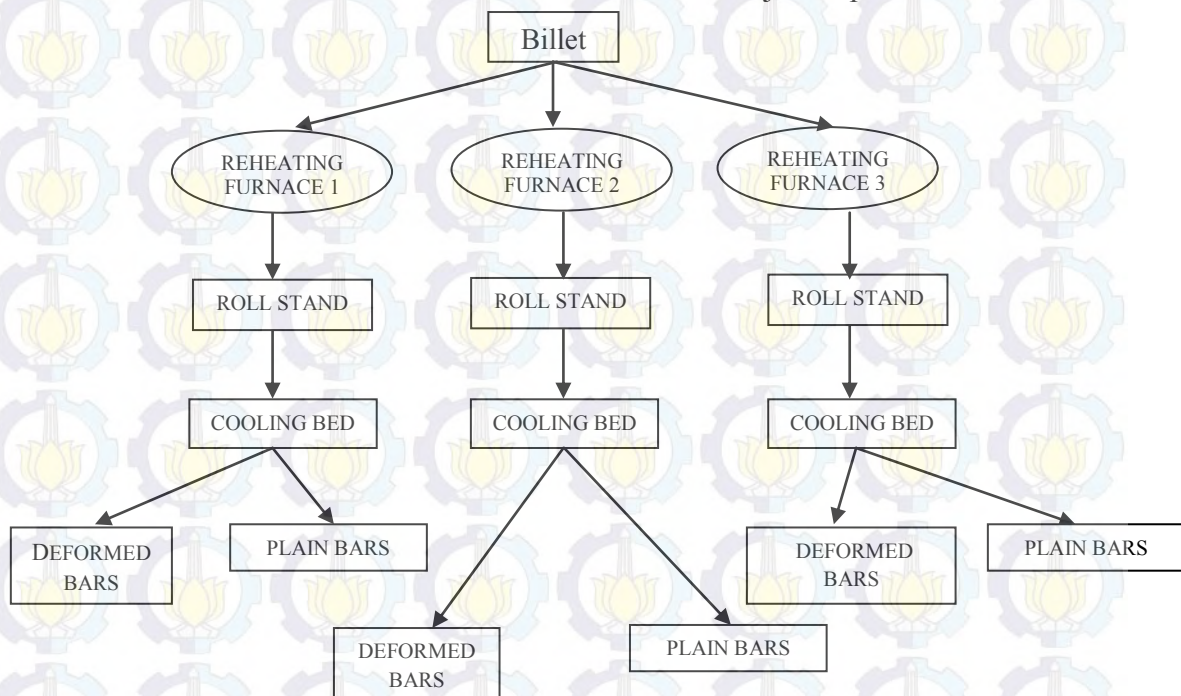 Billet
REHEATING
FURNACE 1
REHEATING
FURNACE 2
REHEATING
FURNACE 3
ROLL STAND
ROLL STAND
ROLL STAND
COOLING BED
COOLING BED
COOLING BED
DEFORMED
BARS
PLAIN BARS
DEFORMED
BARS
PLAIN BARS
DEFORMED
BARS
PLAIN BARS